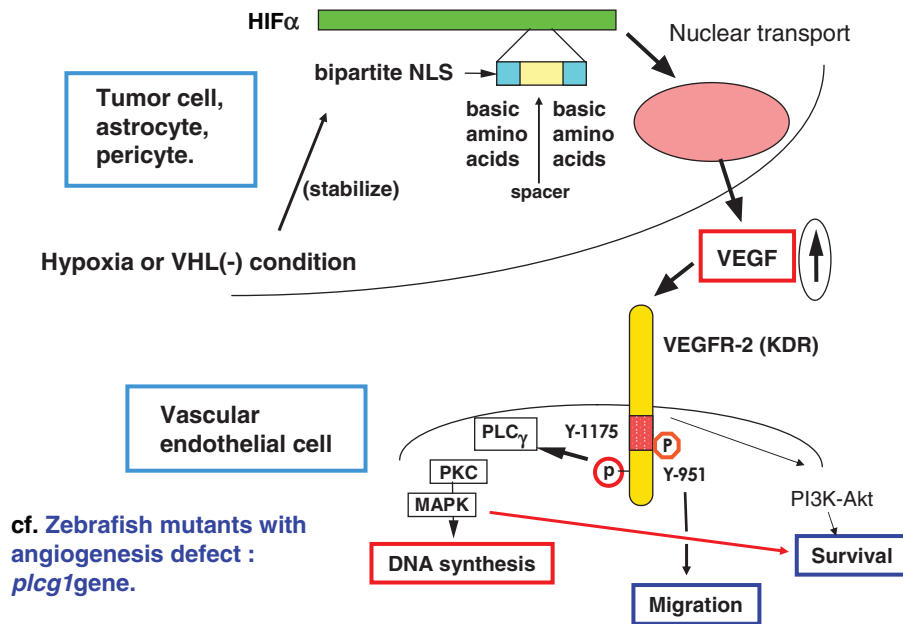 HIFα
Nuclear transport
bipartite NLS
Tumor cell,
astrocyte,
pericyte.
basic
amino
acids
basic
amino
acids
spacer
(stabilize)
Hypoxia or VHL(-) condition
VEGF
VEGFR-2 (KDR)
Vascular
endothelial cell
PLCγ
Y-1175
P
p
Y-951
PKC
MAPK
PI3K-Akt
cf. Zebrafish mutants with
angiogenesis defect :
plcg1gene.
DNA synthesis
Survival
Migration